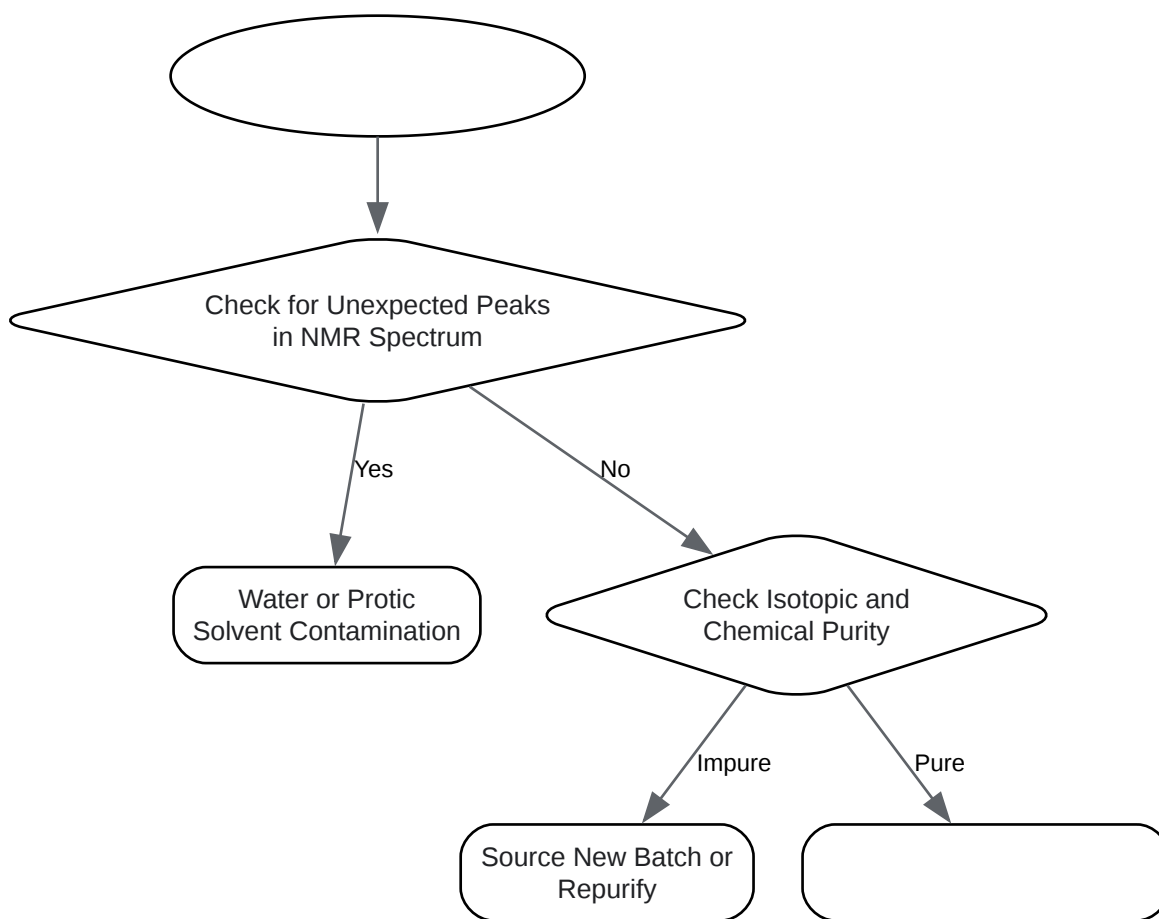 Check for Unexpected Peaks
in NMR Spectrum
Yes
No
Water or Protic
Solvent Contamination
Check Isotopic and
Chemical Purity
Impure
Pure
Source New Batch or
Repurify